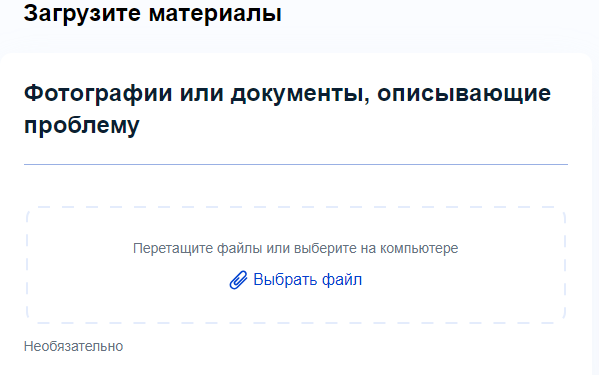 Загрузите материалы
Фотографии или документы, описывающие
проблему
Перетащите файлы или выберите на компьютере
Выбрать файл
Необязательно